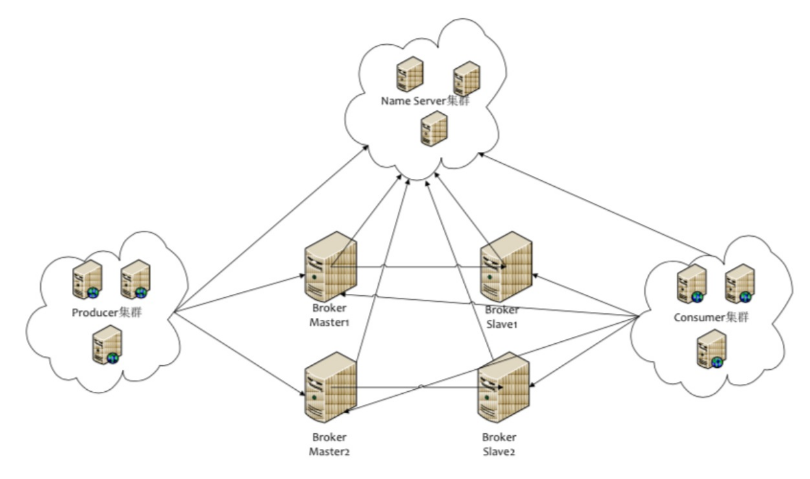 Name Server集群
Producer集群
Broker
Master1
Broker
Slave1
Consumer集群
Broker
Master2
Broker
Slave2